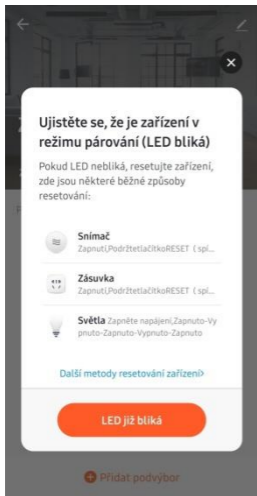 Ujistěte se, že je zařízení v
režimu párování (LED bliká)
Pokud LED nebliká, resetujte zařízení,
zde jsou některé běžné způsoby
resetování:
Snímač
Zapnutí,PodržtetlačítkoRESET（spí...
Zásuvka
Zapnutí,PodržtetlačítkoRESET（spí...
Světla Zapněte napájení,Zapnuto-Vy
pnuto-Zapnuto-Vypnuto-Zapnuto
Další metody resetování zařízení>
LED již bliká
Přidat podvýbor